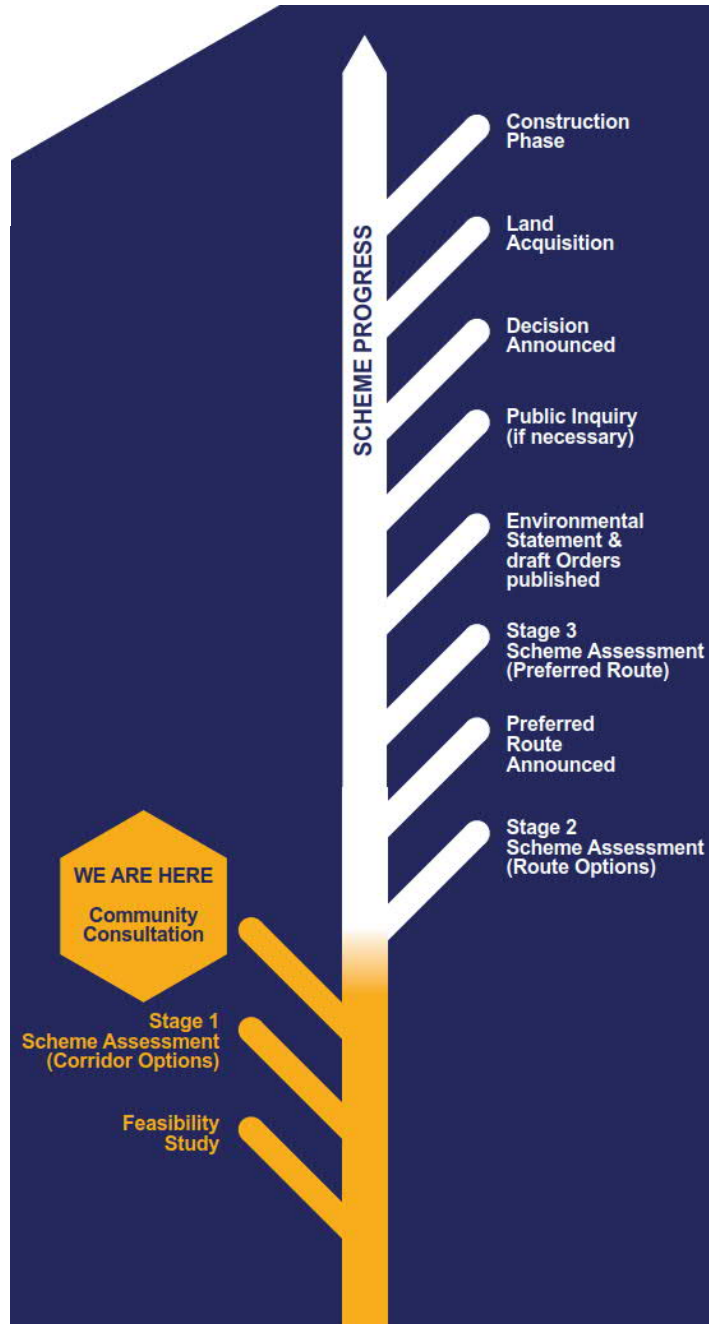 Construction
Phase
Land
Acquisition
SCHEME PROGRESS
Decision
Announced
Public Inquiry
(if necessary)
Environmental
Statement &
draft Orders
published
Stage 3
Scheme Assessment
(Preferred Route)
Preferred
Route
Announced
Stage 2
Scheme Assessment
(Route Options)
WE ARE HERE
Community
Consultation
Stage 1
Scheme Assessment
(Corridor Options)
Feasibility
Study